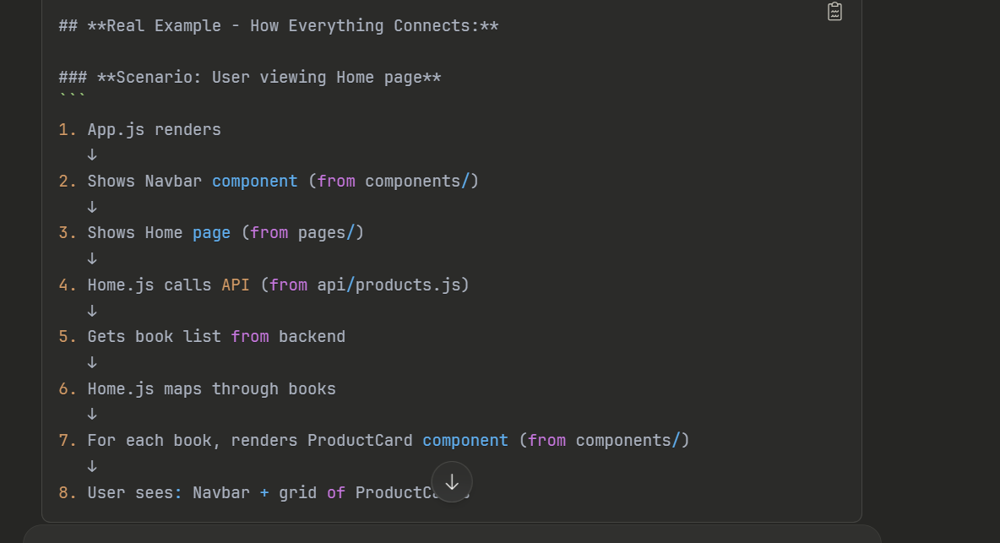 ## **Real Example - How Everything Connects:**
### **Scenario: User viewing Home page**
```
1. App.js renders
↓
2. Shows Navbar component (from components/)
↓
3. Shows Home page (from pages/)
↓
4. Home.js calls API (from api/products.js)
↓
5. Gets book list from backend
↓
6. Home.js maps through books
↓
7. For each book, renders ProductCard component (from components/)
↓
8. User sees: Navbar + grid of